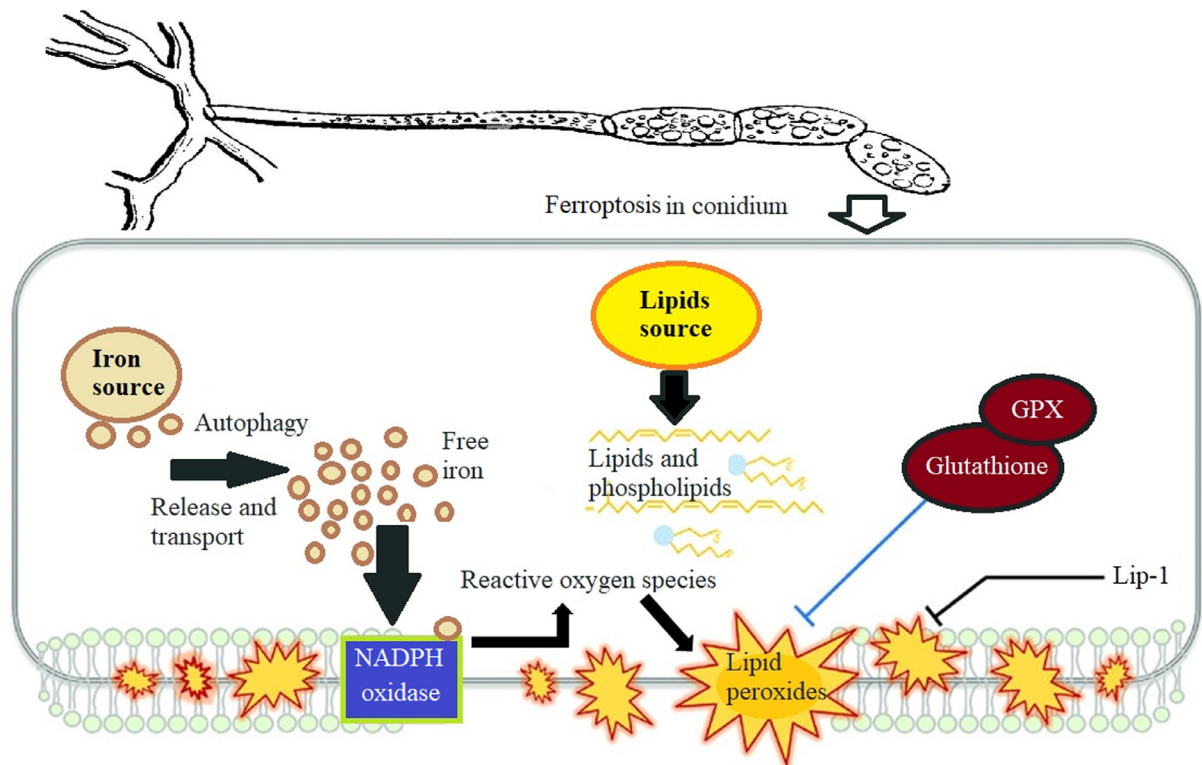 Ferroptosis in conidium
Lipids
source
Iron
source
Autophagy
Release and
transport
Free
iron
Lipids and
phospholipids
GPX
Glutathione
Reactive oxygen species
Lip-1
NADPH
oxidase
Lipid
peroxides